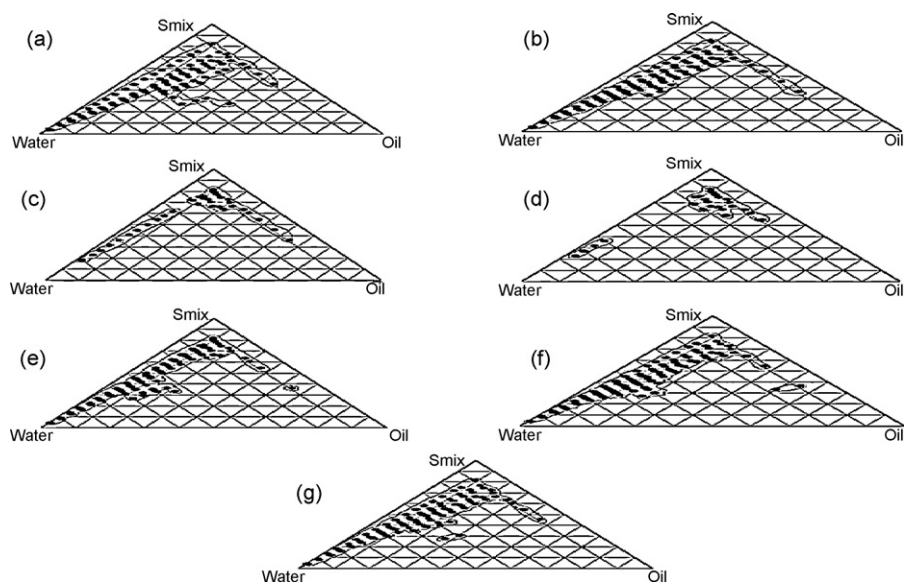 (a)
Smix
Water
Oil
(b)
Smix
Water
Oil
(c)
Smix
Water
Oil
(d)
Smix
Water
Oil
(e)
Smix
Water
Oil
(f)
Smix
Water
Oil
(g)
Smix
Water
Oil